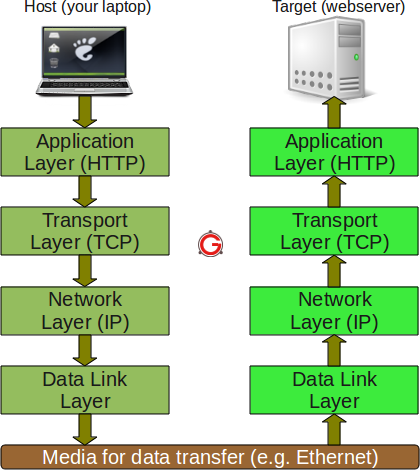 Host (your laptop)
Target (webserver)
Application
Layer (HTTP)
Application
Layer (HTTP)
Transport
Layer (TCP)
Transport
Layer (TCP)
G
Network
Layer (IP)
Network
Layer (IP)
Data Link
Layer
Data Link
Layer
Media for data transfer (e.g. Ethernet)